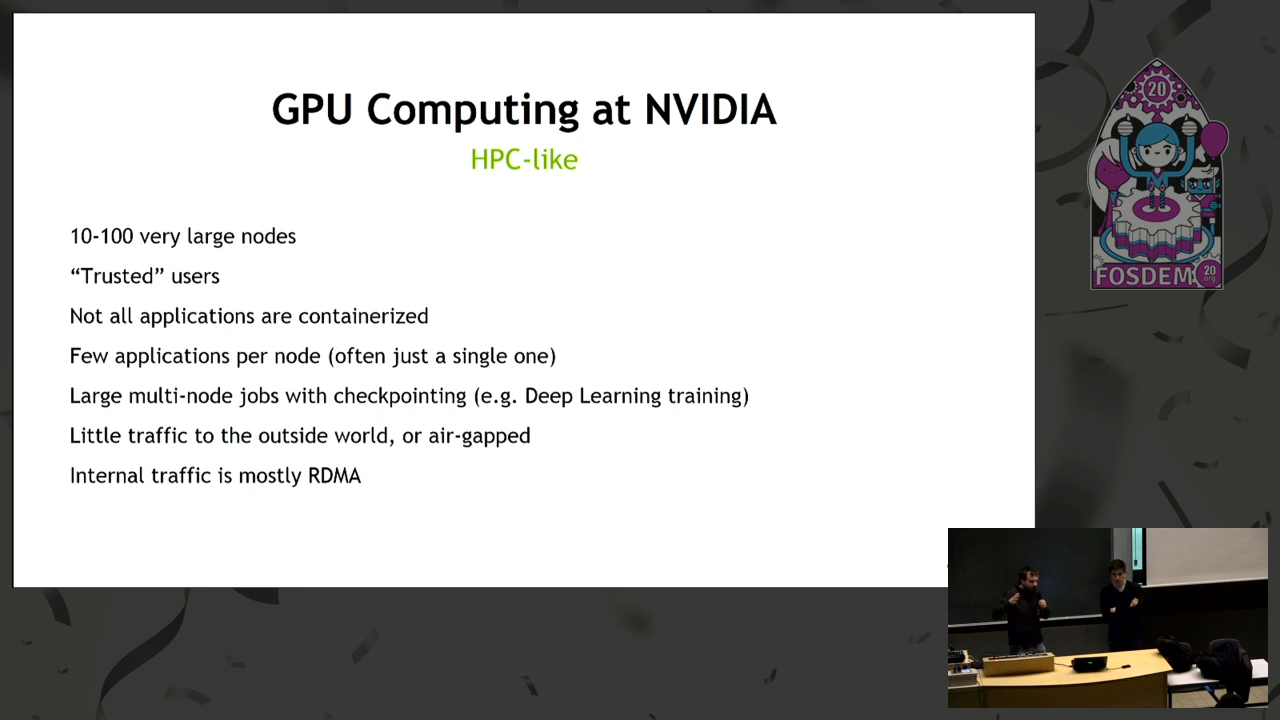 GPU Computing at NVIDIA
HPC-like
10-100 very large nodes
“Trusted” users
Not all applications are containerized
Few applications per node (often just a single one)
Large multi-node jobs with checkpointing (e.g. Deep Learning training)
Little traffic to the outside world, or air-gapped
Internal traffic is mostly RDMA
20
FOSDEM
20
.org